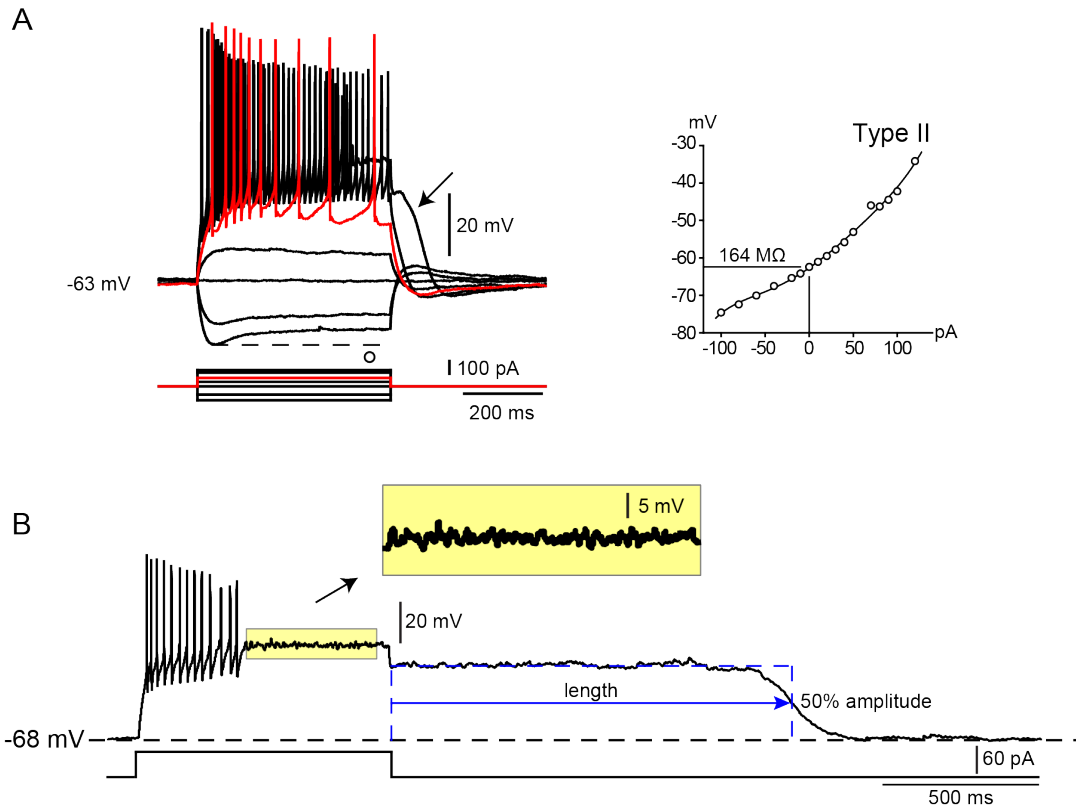 A
-63 mV
20 mV
100 pA
200 ms
mV
Type II
-30
-40
-50
-60
-70
-80
164 MΩ
-100
-50
0
50
100
pA
B
5 mV
20 mV
length
50% amplitude
-68 mV
60 pA
500 ms